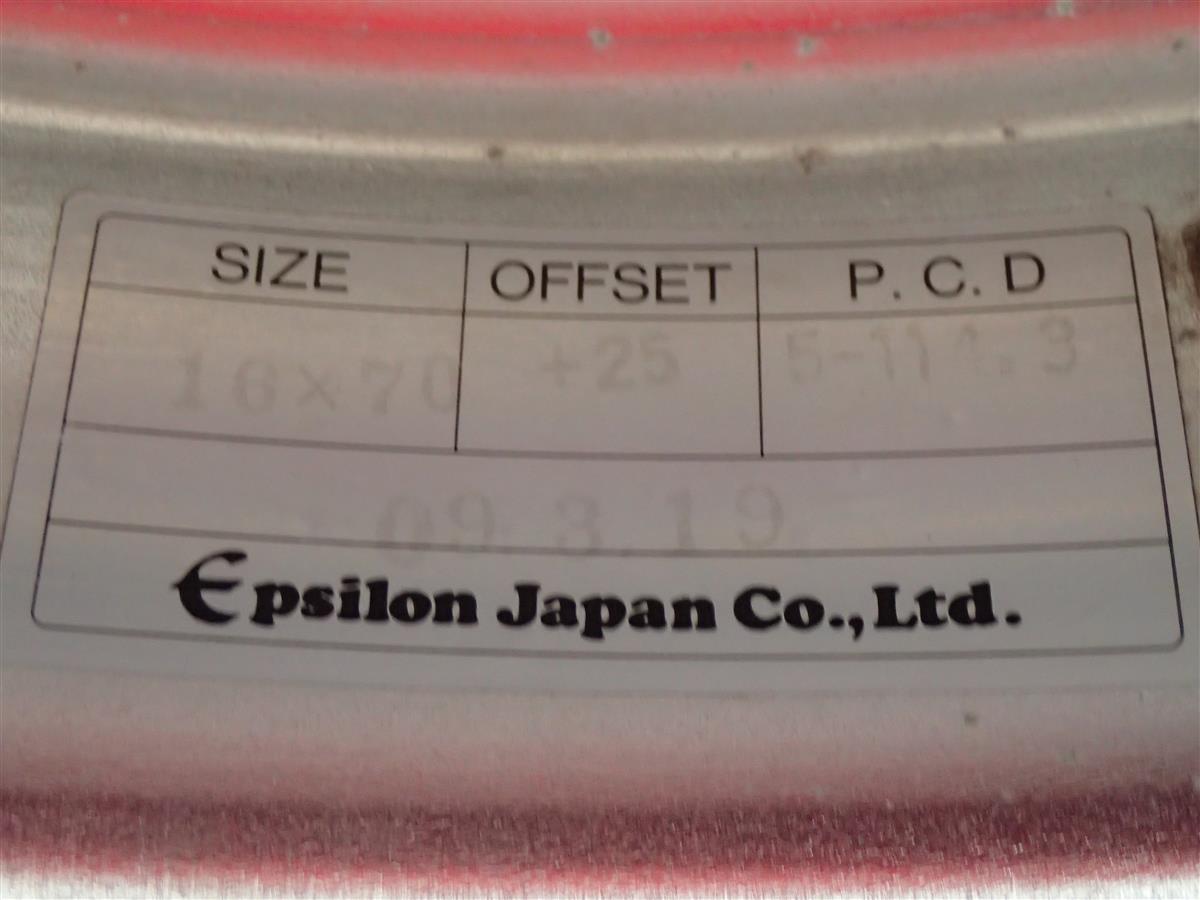 SIZE OFFSET P. C. D
16×70 +25 5-114.3
09.3.19
Epsilon Japan Co.,Ltd.